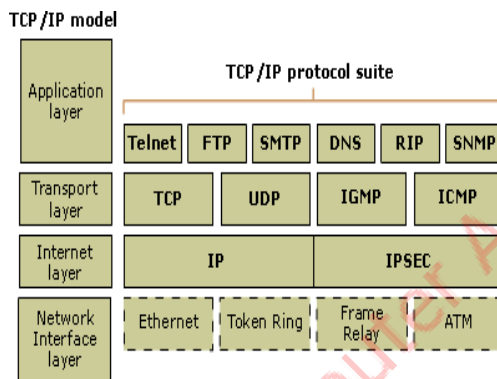 TCP/IP model
TCP/IP protocol suite
Application
layer
Telnet FTP SMTP DNS RIP SNMP
Transport
layer
TCP UDP IGMP ICMP
Internet
layer
IP IPSEC
Network
Interface
layer
Ethernet Token Ring Frame
Relay ATM